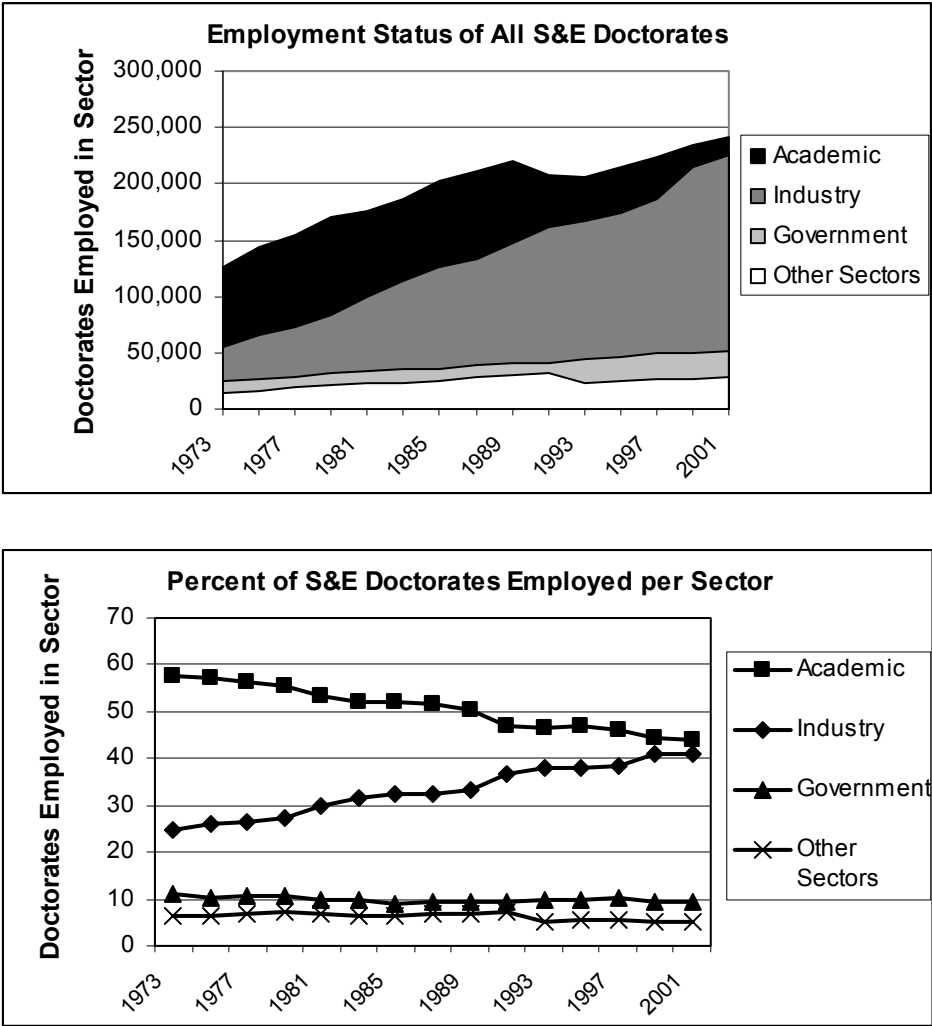 Employment Status of All S&E Doctorates
Doctorates Employed in Sector
300,000
250,000
200,000
150,000
100,000
50,000
0
1973
1977
1981
1985
1989
1993
1997
2001
Academic
Industry
Government
Other Sectors
Percent of S&E Doctorates Employed per Sector
Doctorates Employed in Sector
70
60
50
40
30
20
10
0
1973
1977
1981
1985
1989
1993
1997
2001
Academic
Industry
Government
Other
Sectors